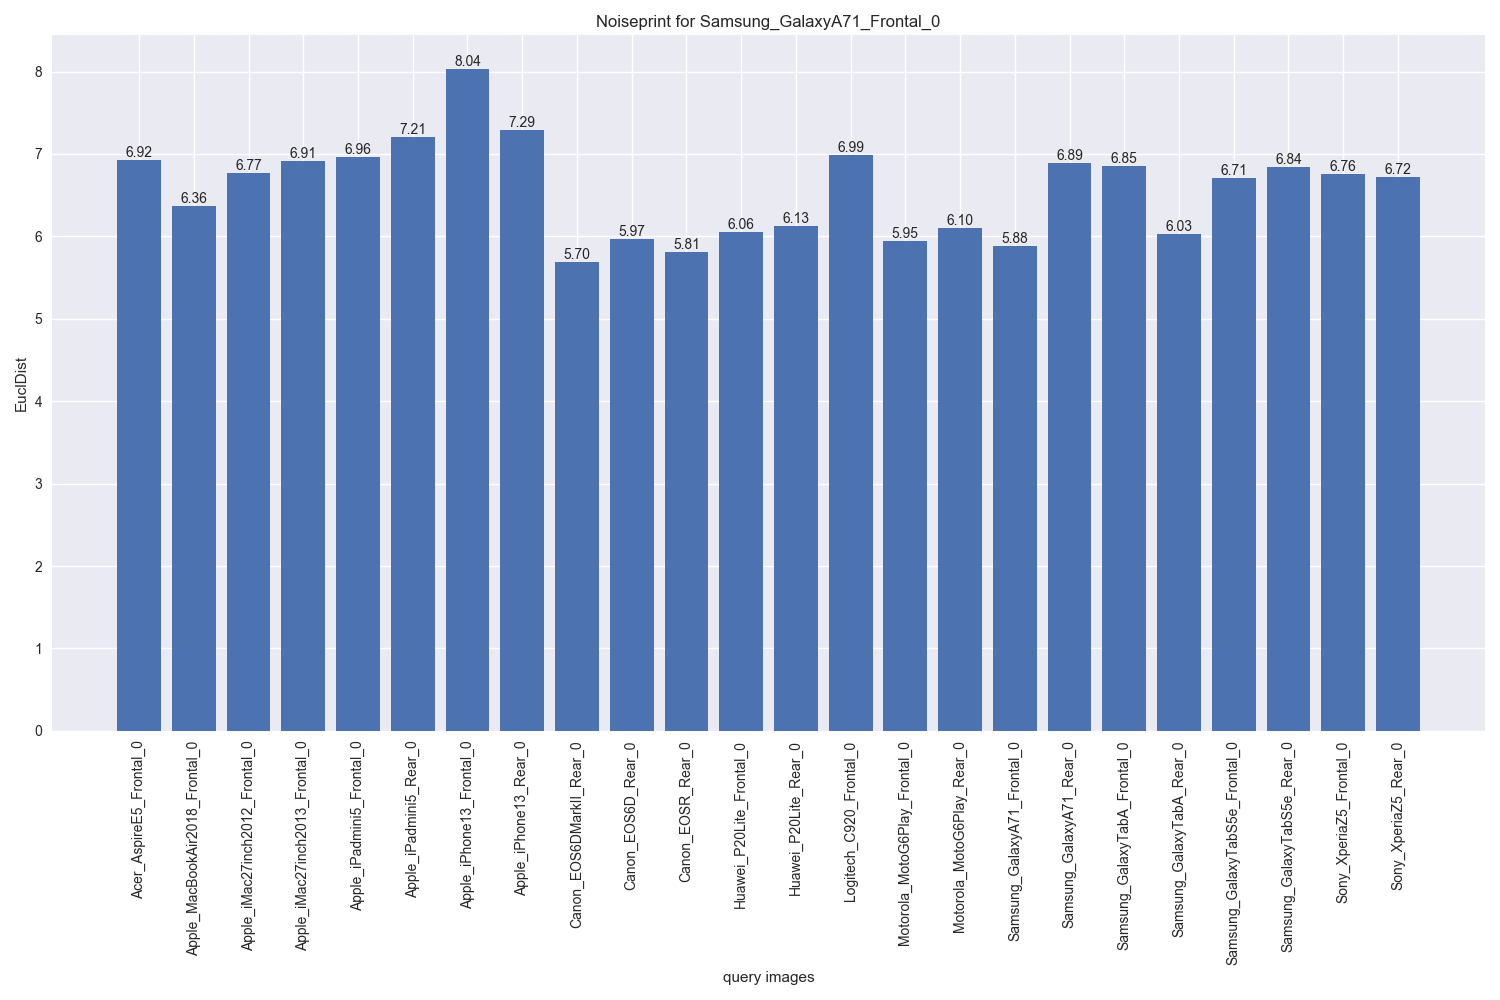 Noiseprint for Samsung_GalaxyA71_Frontal_0
EuclDist
8
7
6
5
4
3
2
1
0
6.92
6.36
6.77
6.91
6.96
7.21
8.04
7.29
5.70
5.97
5.81
6.06
6.13
6.99
5.95
6.10
5.88
6.89
6.85
6.03
6.71
6.84
6.76
6.72
Acer_AspireE5_Frontal_0
Apple_MacBookAir2018_Frontal_0
Apple_iMac27inch2012_Frontal_0
Apple_iMac27inch2013_Frontal_0
Apple_iPadmini5_Frontal_0
Apple_iPadmini5_Rear_0
Apple_iPhone13_Frontal_0
Apple_iPhone13_Rear_0
Canon_EOS6DMarkII_Rear_0
Canon_EOS6D_Rear_0
Canon_EOSR_Rear_0
Huawei_P20Lite_Frontal_0
Huawei_P20Lite_Rear_0
Logitech_C920_Frontal_0
Motorola_MotoG6Play_Frontal_0
Motorola_MotoG6Play_Rear_0
Samsung_GalaxyA71_Frontal_0
Samsung_GalaxyA71_Rear_0
Samsung_GalaxyTabA_Frontal_0
Samsung_GalaxyTabA_Rear_0
Samsung_GalaxyTabS5e_Frontal_0
Samsung_GalaxyTabS5e_Rear_0
Sony_XperiaZ5_Frontal_0
Sony_XperiaZ5_Rear_0
query images